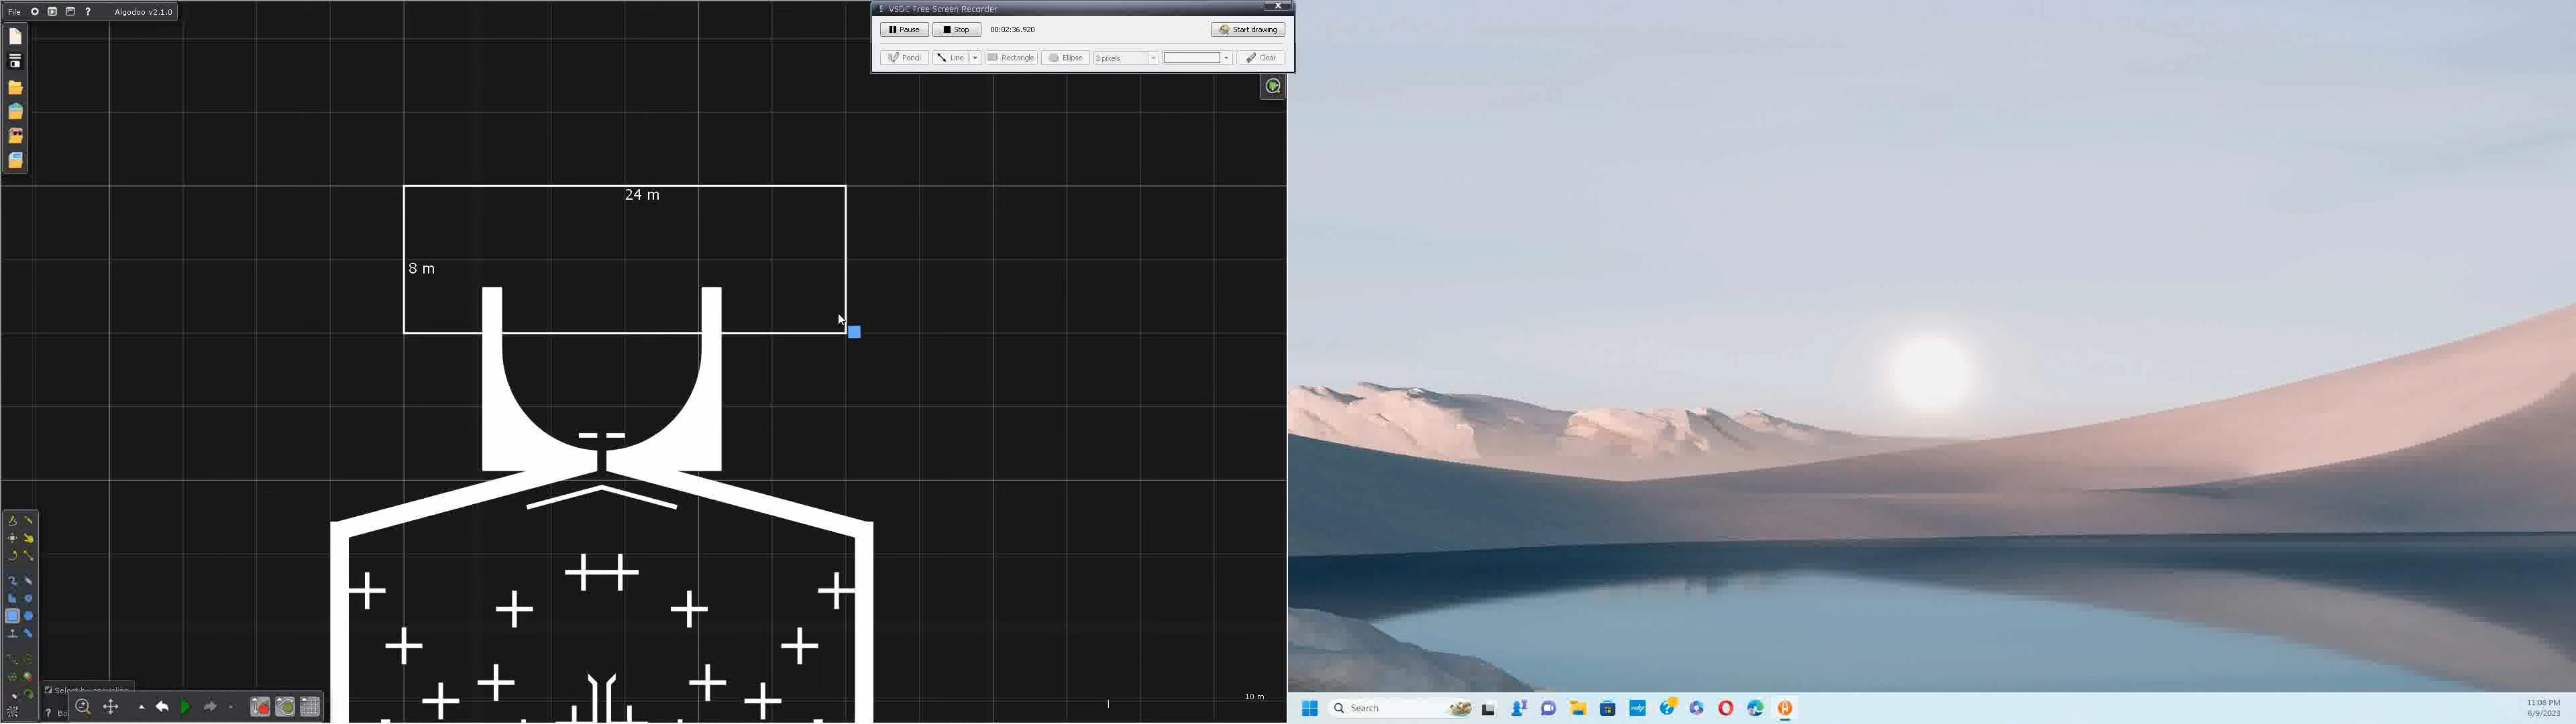 File ? Algodoo v2.1.0
VSDC Free Screen Recorder
Pause Stop 00:02:36.920 Start drawing
Pencil Line Rectangle Ellipse 3 pixels Clear
24 m
8 m
10 m
? Bo
Search
11:08 PM
6/9/2023